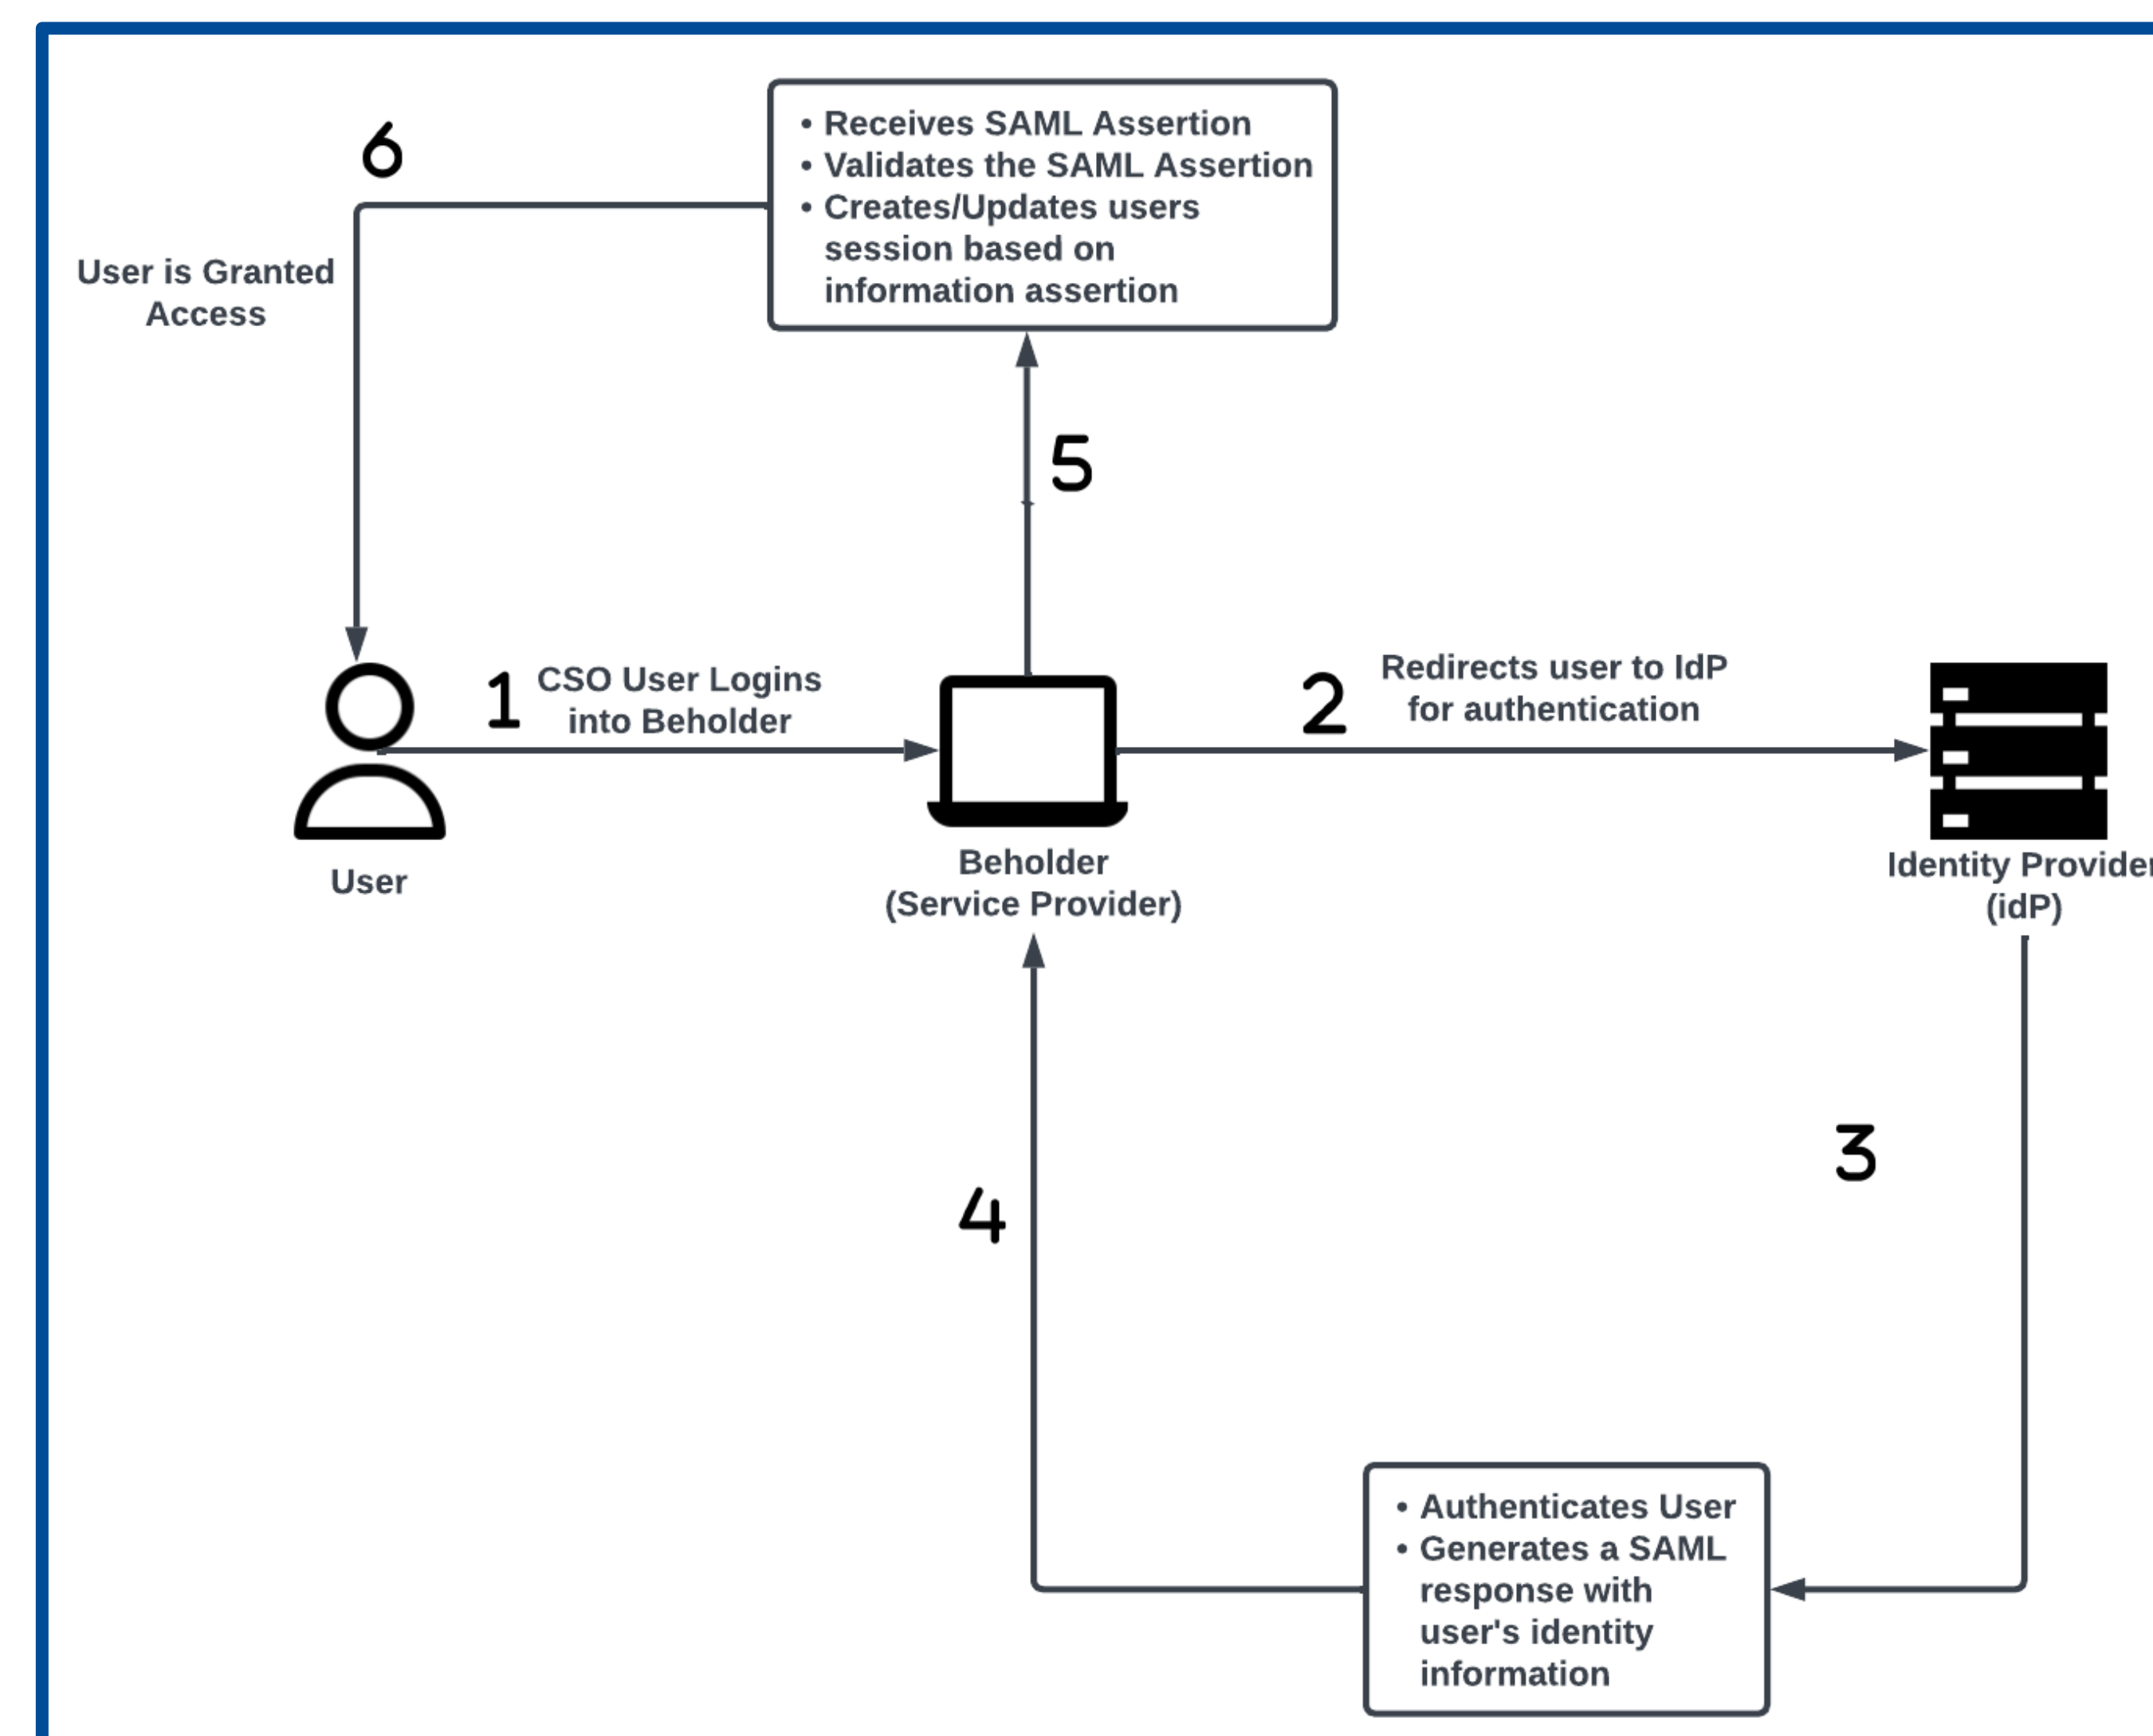 6
• Receives SAML Assertion
• Validates the SAML Assertion
• Creates/Updates users
session based on
information assertion
User is Granted
Access
5
1
CSO User Logins
into Beholder
2
Redirects user to IdP
for authentication
User
Beholder
(Service Provider)
Identity Provider
(idP)
3
4
• Authenticates User
• Generates a SAML
response with
user's identity
information